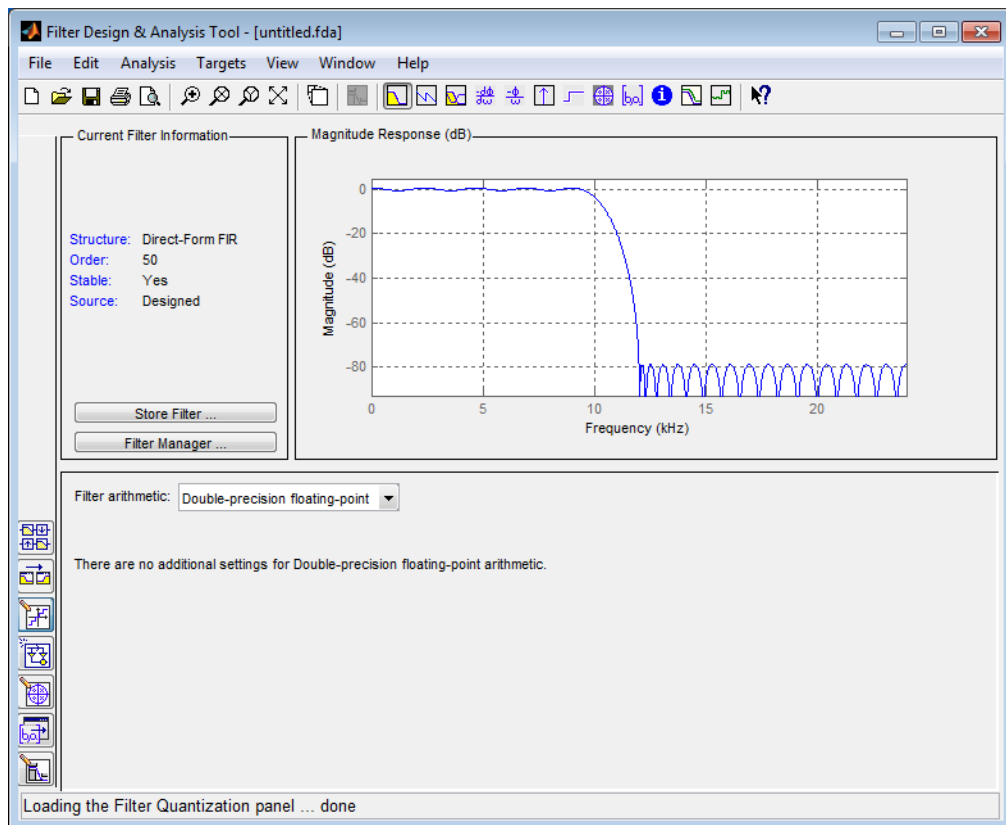 Filter Design & Analysis Tool - [untitled.fda]
File Edit Analysis Targets View Window Help
Current Filter Information
Structure: Direct-Form FIR
Order: 50
Stable: Yes
Source: Designed
Store Filter ...
Filter Manager ...
Magnitude Response (dB)
Magnitude (dB)
0
-20
-40
-60
-80
0 5 10 15 20
Frequency (kHz)
Filter arithmetic: Double-precision floating-point
There are no additional settings for Double-precision floating-point arithmetic.
Loading the Filter Quantization panel ... done